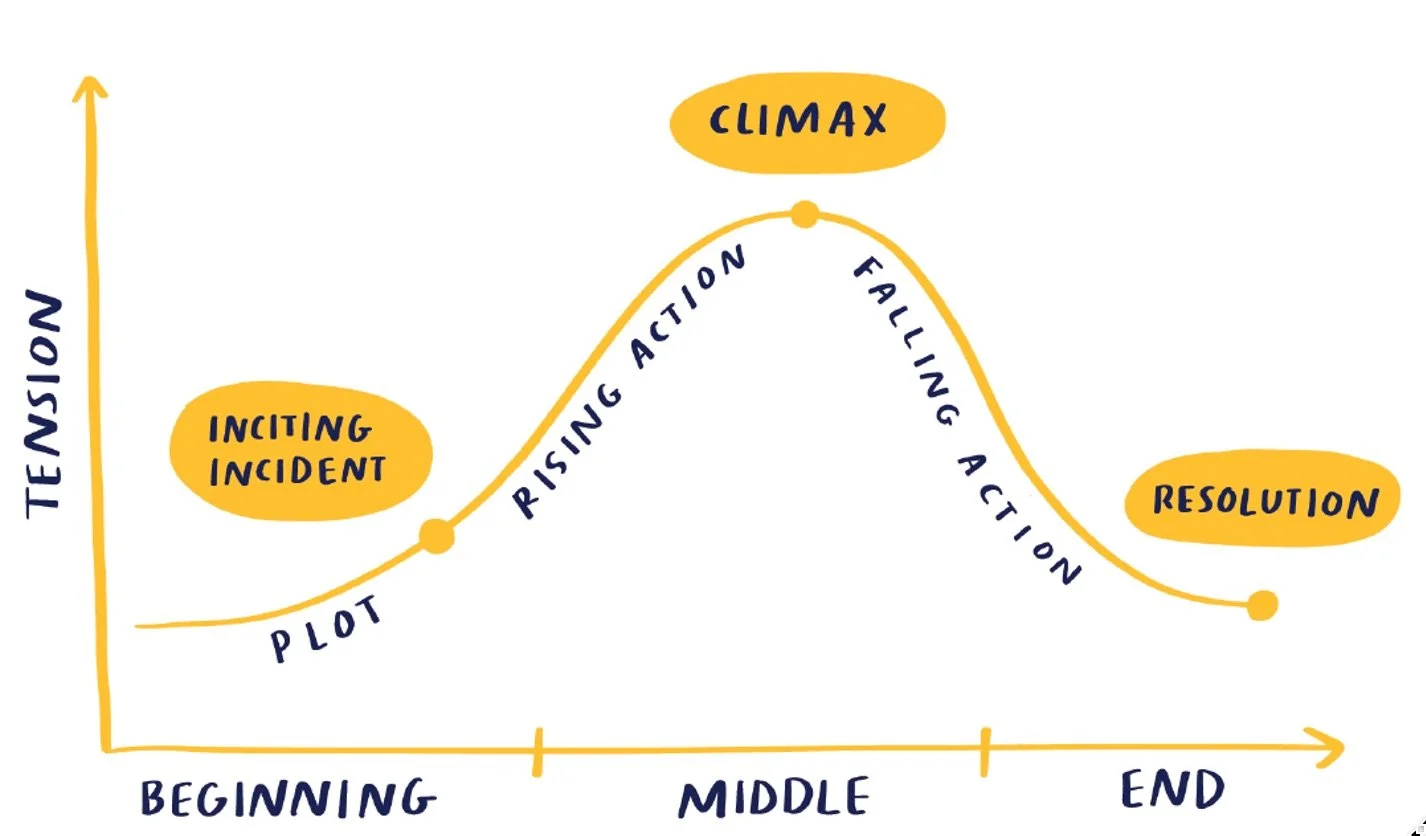 CLIMAX
TENSION
INCITING
INCIDENT
RISING ACTION
FALLING ACTION
RESOLUTION
PLOT
BEGINNING
MIDDLE
END